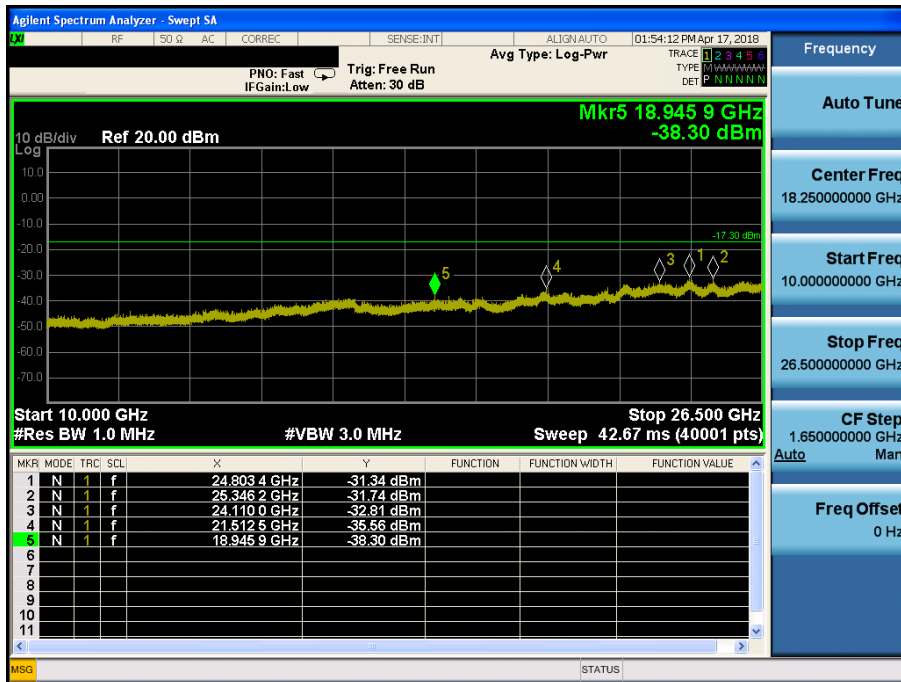 Agilent Spectrum Analyzer - Swept SA
LXI RF 50 Ω AC CORREC SENSE:INT ALIGN AUTO 01:54:12 PM Apr 17, 2018
Avg Type: Log-Pwr TRACE 1 2 3 4 5 6
PNO: Fast Trig: Free Run TYPE M W W W W W
IFGain:Low Atten: 30 dB DET P N N N N N
Mkr5 18.945 9 GHz
-38.30 dBm
10 dB/div Ref 20.00 dBm
Log
10.0
0.00
-10.0
-17.30 dBm
-20.0
-30.0
-40.0
-50.0
-60.0
-70.0
5 4 3 1 2
Start 10.000 GHz Stop 26.500 GHz
#Res BW 1.0 MHz #VBW 3.0 MHz Sweep 42.67 ms (40001 pts)
MKR MODE TRC SCL X Y FUNCTION FUNCTION WIDTH FUNCTION VALUE
1 N 1 f 24.803 4 GHz -31.34 dBm
2 N 1 f 25.346 2 GHz -31.74 dBm
3 N 1 f 24.110 0 GHz -32.81 dBm
4 N 1 f 21.512 5 GHz -35.56 dBm
5 N 1 f 18.945 9 GHz -38.30 dBm
6
7
8
9
10
11
MSG STATUS
Frequency
Auto Tune
Center Freq
18.250000000 GHz
Start Freq
10.000000000 GHz
Stop Freq
26.500000000 GHz
CF Step
1.650000000 GHz
Auto Man
Freq Offset
0 Hz